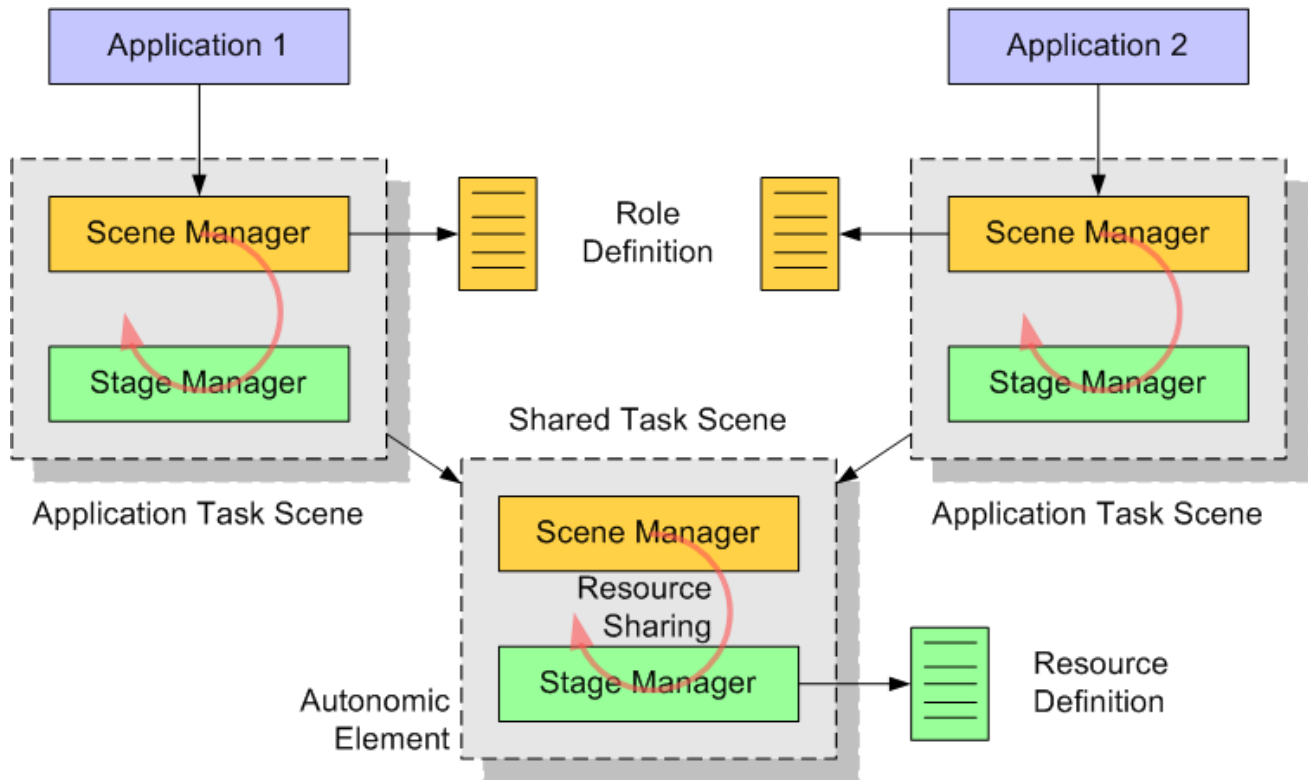 Application 1
Application 2
Scene Manager
Role
Definition
Scene Manager
Stage Manager
Stage Manager
Shared Task Scene
Application Task Scene
Application Task Scene
Scene Manager
Resource
Sharing
Stage Manager
Autonomic
Element
Resource
Definition